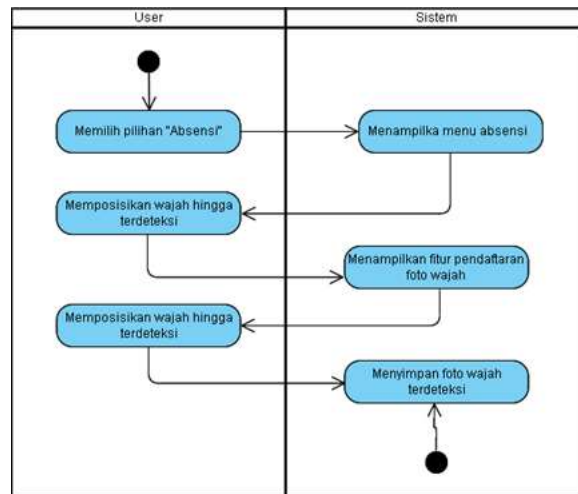 User
Sistem
Memilih pilihan "Absensi"
Menampilka menu absensi
Memposisikan wajah hingga
terdeteksi
Menampilkan fitur pendaftaran
foto wajah
Memposisikan wajah hingga
terdeteksi
Menyimpan foto wajah
terdeteksi